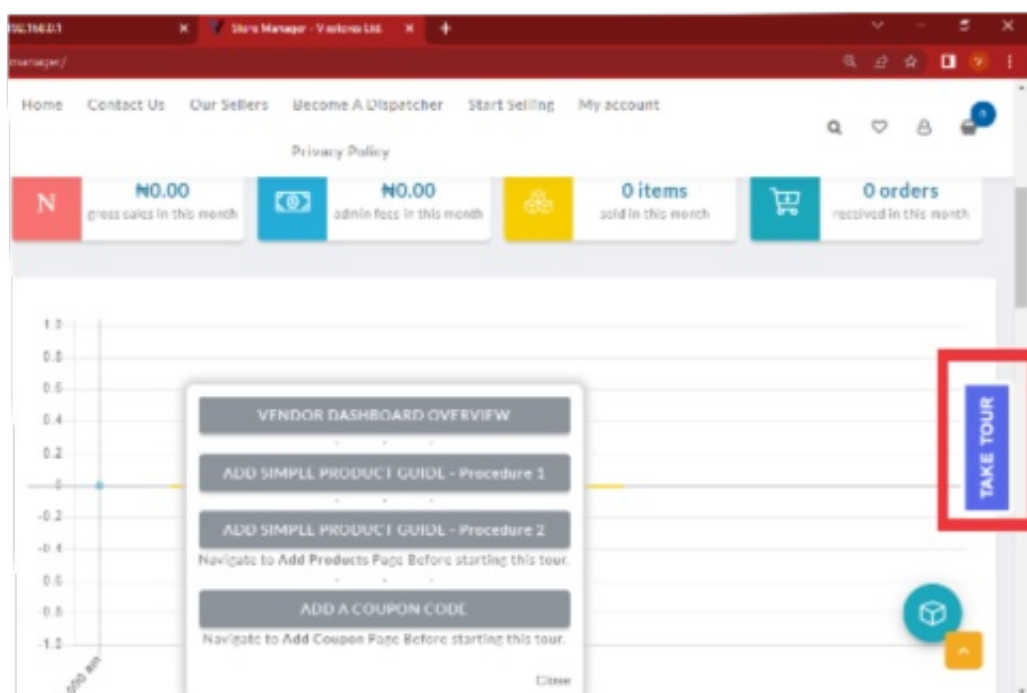 Store Manager - Vsstores Ltd.
manager/
Home Contact Us Our Sellers Become A Dispatcher Start Selling My account
Privacy Policy
0
N
₦0.00
gross sales in this month
₦0.00
admin fees in this month
0 items
sold in this month
0 orders
received in this month
1.0
0.8
0.6
0.4
0.2
0
-0.2
-0.4
0.6
-0.8
-1.0
VENDOR DASHBOARD OVERVIEW
ADD SIMPLE PRODUCT GUIDE - Procedure 1
ADD SIMPLE PRODUCT GUIDE - Procedure 2
Navigate to Add Products Page Before starting this tour.
ADD A COUPON CODE
Navigate to Add Coupon Page Before starting this tour.
Close
TAKE TOUR